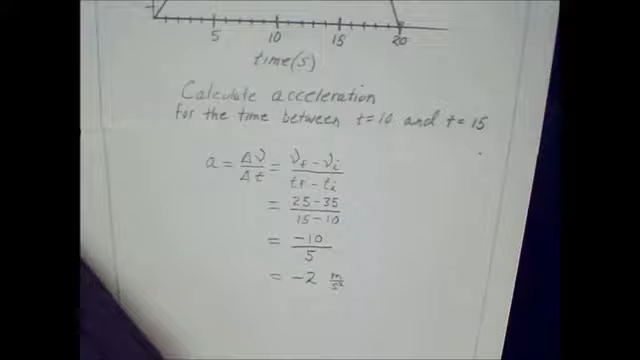 5 10 15 20
time(s)
Calculate acceleration
for the time between t=10 and t=15
a = Δv/Δt = vf - vi / tf - ti
= 25-35 / 15-10
= -10 / 5
= -2 m/s²